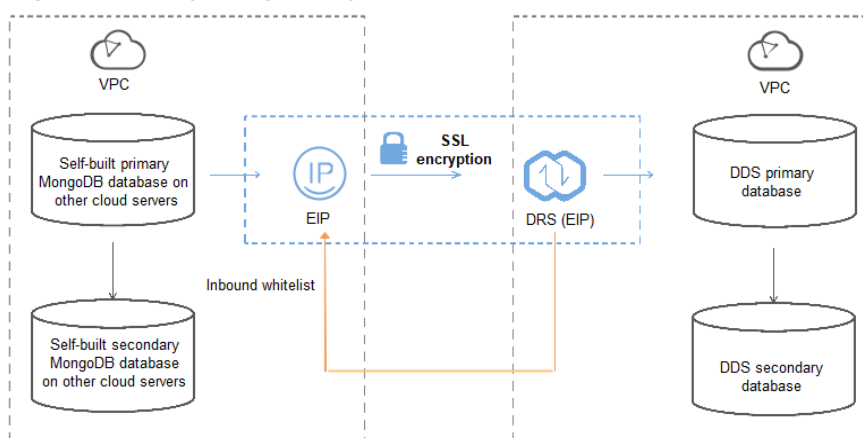 VPC
Self-built primary
MongoDB database on
other cloud servers
IP
EIP
SSL
encryption
DRS (EIP)
VPC
DDS primary
database
Inbound whitelist
Self-built secondary
MongoDB database
on other cloud servers
DDS secondary
database